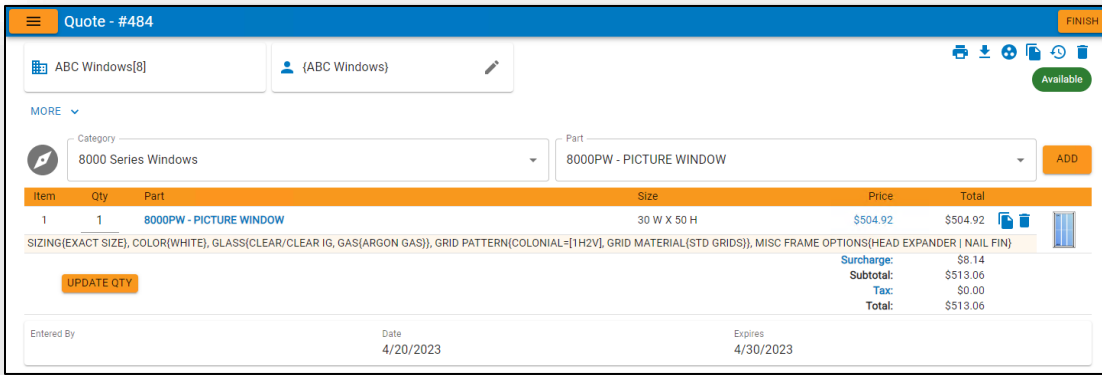 Quote - #484
FINISH
ABC Windows[8]
{ABC Windows}
Available
MORE
Category
8000 Series Windows
Part
8000PW - PICTURE WINDOW
ADD
Item Qty Part Size Price Total
1 1 8000PW - PICTURE WINDOW 30 W X 50 H $504.92 $504.92
SIZING{EXACT SIZE}, COLOR{WHITE}, GLASS{CLEAR/CLEAR IG, GAS{ARGON GAS}}, GRID PATTERN{COLONIAL=[1H2V], GRID MATERIAL{STD GRIDS}}, MISC FRAME OPTIONS{HEAD EXPANDER | NAIL FIN}
Surcharge: $8.14
Subtotal: $513.06
UPDATE QTY
Tax: $0.00
Total: $513.06
Entered By Date Expires
4/20/2023 4/30/2023